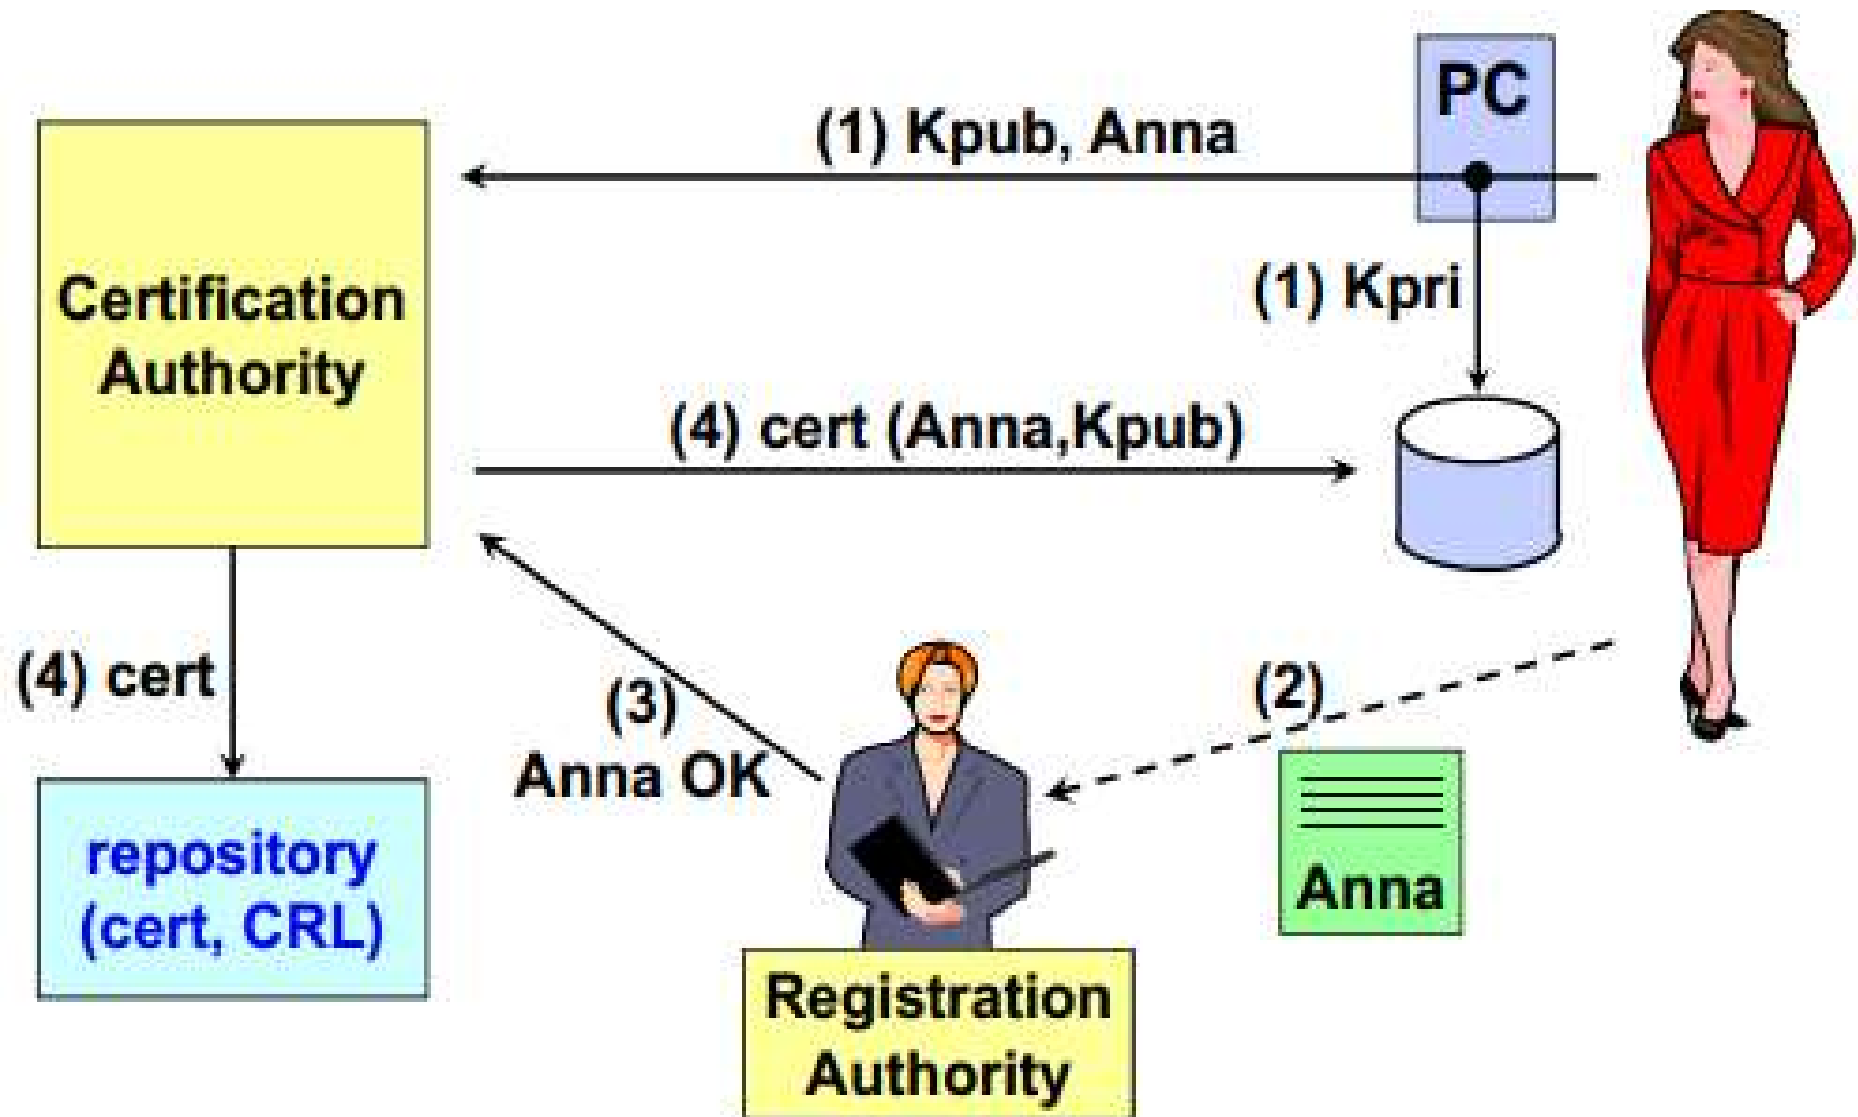 PC
(1) Kpub, Anna
Certification
Authority
(1) Kpri
(4) cert (Anna,Kpub)
(4) cert
(3)
Anna OK
(2)
Anna
repository
(cert, CRL)
Registration
Authority